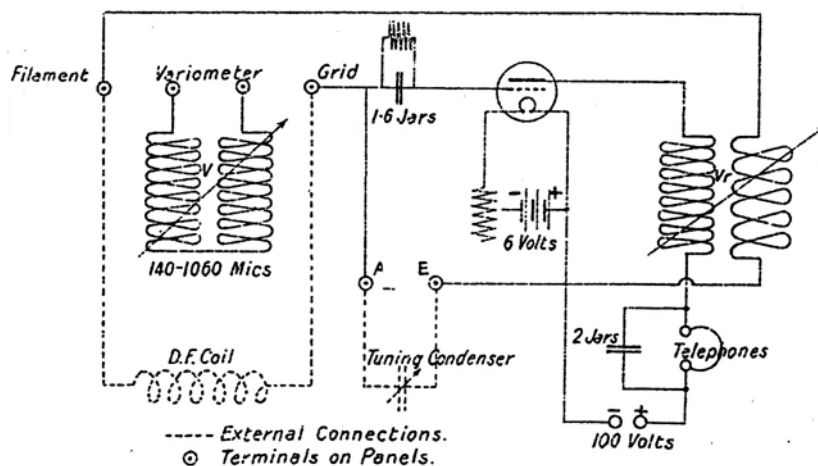 Filament
Variometer
Grid
1·6 Jars
V
Vr
- +
6 Volts
140-1060 Mics
A
E
D.F. Coil
Tuning Condenser
2 Jars
Telephones
- +
100 Volts
----- External Connections.
Terminals on Panels.